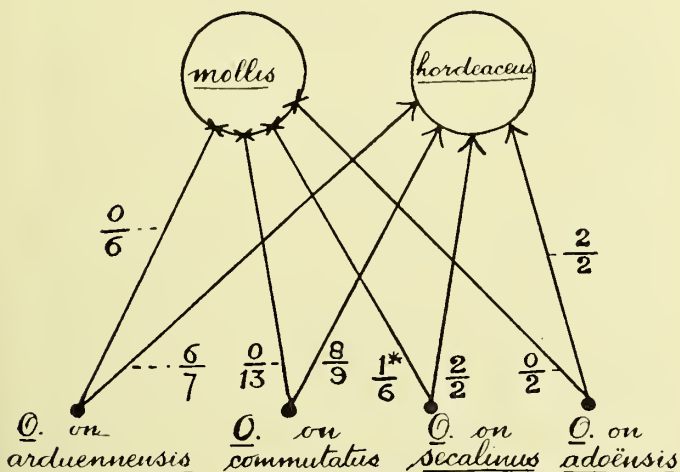 mollis
hordeaceus
0/6
2/2
6/7
0/13
8/9
1*/6
2/2
0/2
O. on arduennensis
O. on commutatus
O. on secalinus
O. on adoënsis